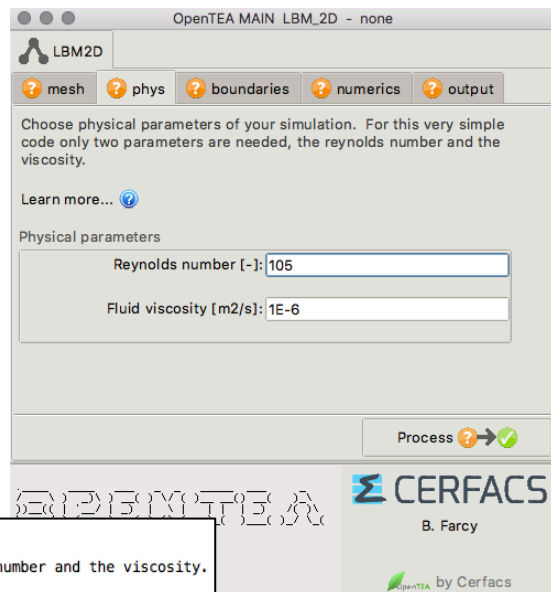 OpenTEA MAIN LBM_2D - none
LBM2D
mesh phys boundaries numerics output
Choose physical parameters of your simulation. For this very simple
code only two parameters are needed, the reynolds number and the
viscosity.
Learn more...
Physical parameters
Reynolds number [-]: 105
Fluid viscosity [m2/s]: 1E-6
Process
OPENTEA
CERFACS
B. Farcy
number and the viscosity.
OpenTEA by Cerfacs